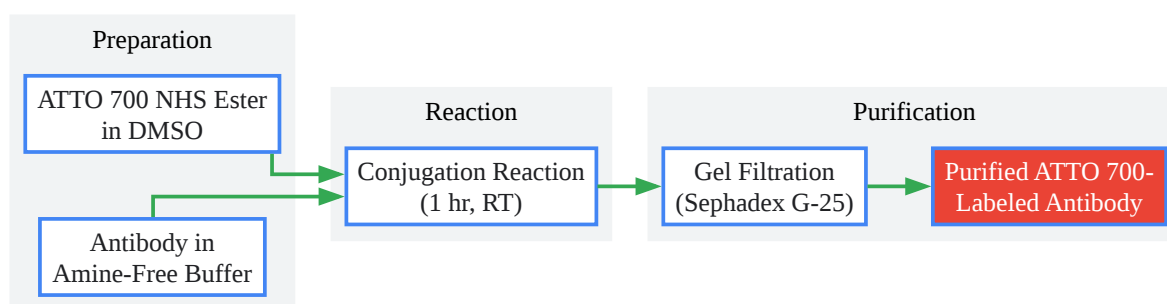 Preparation
ATTO 700 NHS Ester
in DMSO
Antibody in
Amine-Free Buffer
Reaction
Conjugation Reaction
(1 hr, RT)
Purification
Gel Filtration
(Sephadex G-25)
Purified ATTO 700-
Labeled Antibody